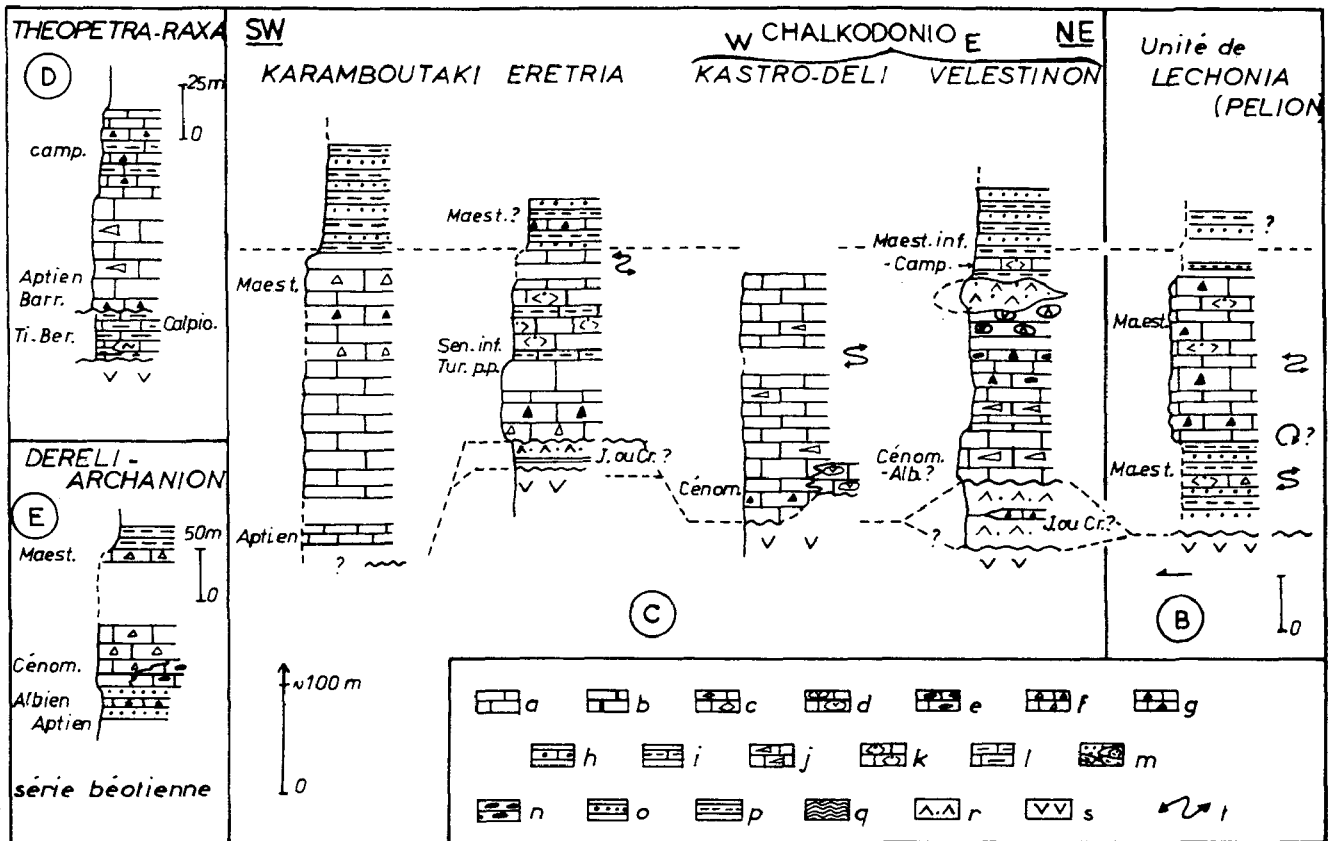 THEOPETRA-RAXA
D
25m
0
camp.
Aptien
Barr.
Ti-Ber.
Calpio.
DERELI-
ARCHANION
E
50m
0
Maest.
Cénom.
Albien
Aptien
série béotienne
SW
W CHALKODONIO E
NE
KARAMBOUTAKI
ERETRIA
KASTRO-DELI
VELESTINON
Maest.
Aptien
?
Maest.?
Sen. inf.
Tur. p.p.
J. ou Cr.?
Cénom.
Maest. inf.
-Camp.
Cénom.
-Alb.?
J. ou Cr.?
?
C
~100 m
0
Unité de
LECHONIA
(PELION)
?
Maest.
?
Maest.
B
0
a b c d e f g
h i j k l m
n o p q r s t